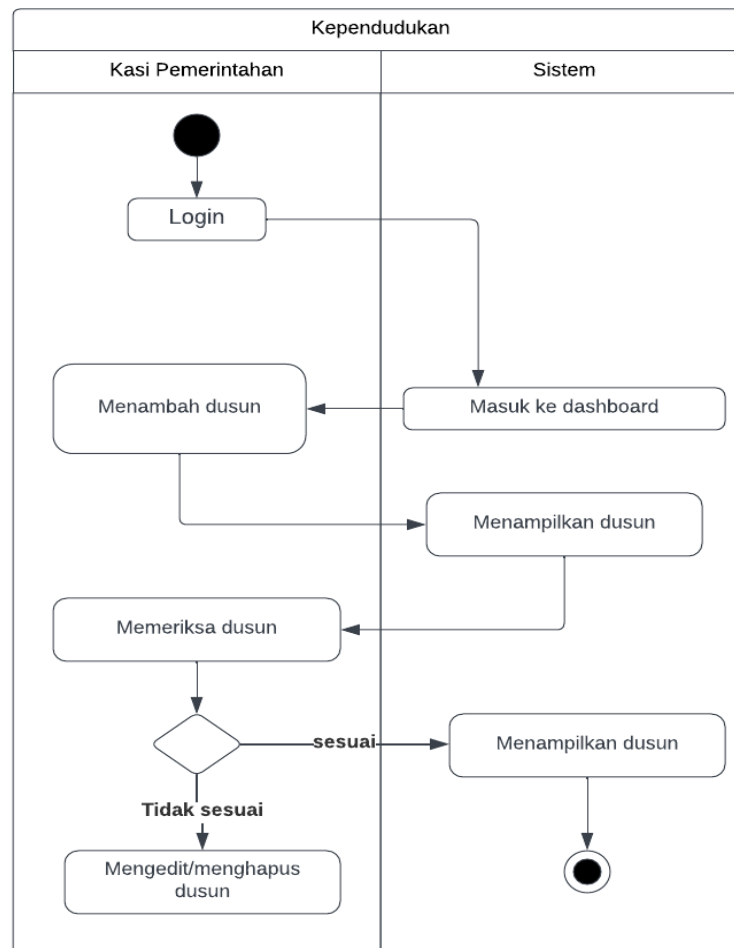 Kependudukan
Kasi Pemerintahan
Sistem
Login
Menambah dusun
Masuk ke dashboard
Menampilkan dusun
Memeriksa dusun
sesuai
Menampilkan dusun
Tidak sesuai
Mengedit/menghapus
dusun